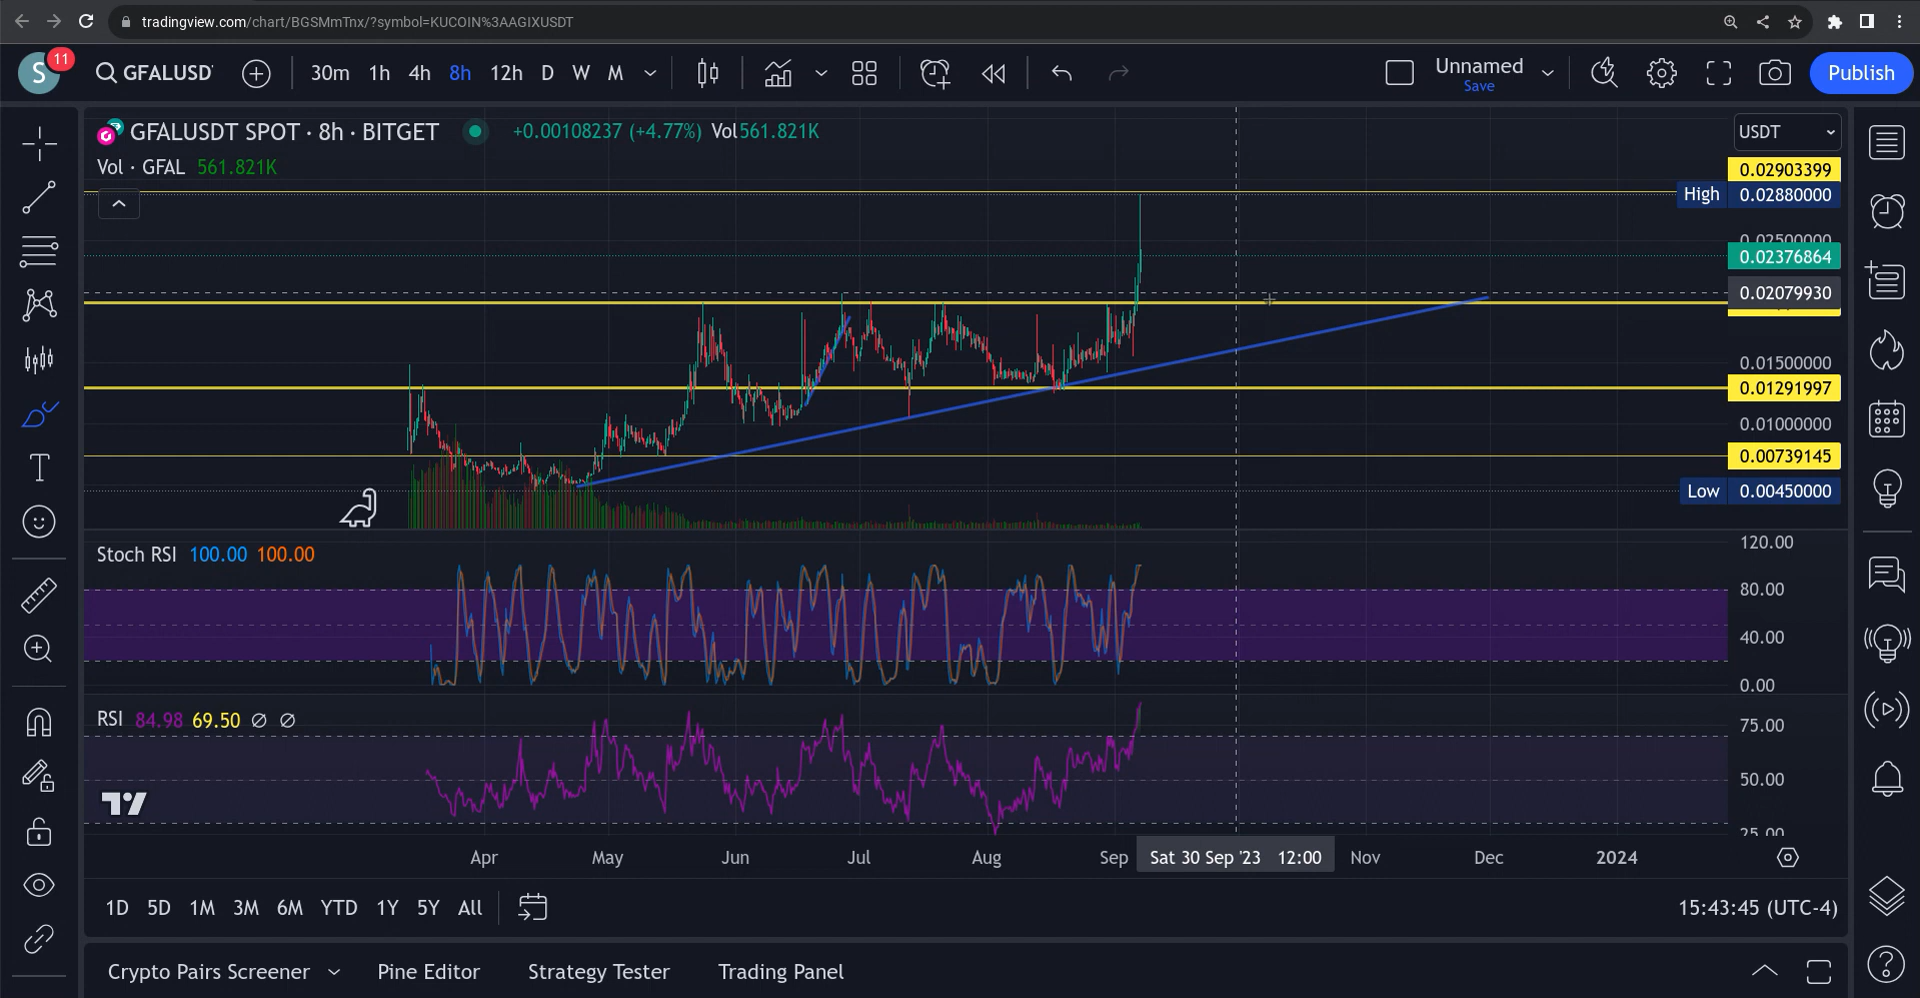 tradingview.com/chart/BGSMmTnx/?symbol=KUCOIN%3AAGIXUSDT
S 11 GFALUSD 30m 1h 4h 8h 12h D W M Unnamed Save Publish
GFALUSDT SPOT · 8h · BITGET +0.00108237 (+4.77%) Vol561.821K USDT
Vol · GFAL 561.821K
0.02903399
High 0.02880000
0.02500000
0.02376864
0.02079930
0.01500000
0.01291997
0.01000000
0.00739145
Low 0.00450000
Stoch RSI 100.00 100.00
120.00
80.00
40.00
0.00
RSI 84.98 69.50 ∅ ∅
75.00
50.00
25.00
Apr May Jun Jul Aug Sep Sat 30 Sep '23 12:00 Nov Dec 2024
1D 5D 1M 3M 6M YTD 1Y 5Y All 15:43:45 (UTC-4)
Crypto Pairs Screener Pine Editor Strategy Tester Trading Panel